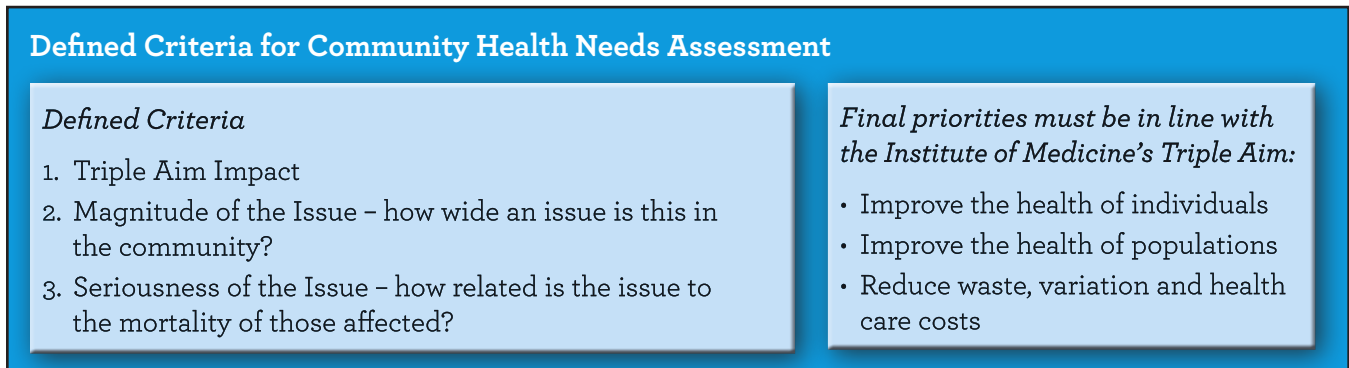 Defined Criteria for Community Health Needs Assessment
Defined Criteria
1. Triple Aim Impact
2. Magnitude of the Issue – how wide an issue is this in
the community?
3. Seriousness of the Issue – how related is the issue to
the mortality of those affected?
Final priorities must be in line with
the Institute of Medicine’s Triple Aim:
• Improve the health of individuals
• Improve the health of populations
• Reduce waste, variation and health
care costs